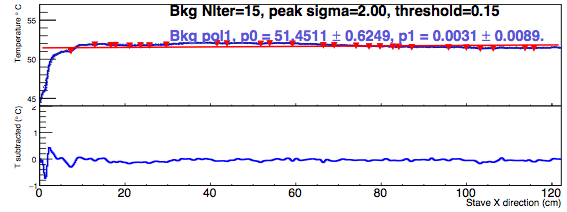 Bkg NIter=15, peak sigma=2.00, threshold=0.15
Bkg pol1, p0 = 51.4511 ± 0.6249, p1 = 0.0031 ± 0.0089.
Temperature ° C
55
50
45
T subtracted (° C)
2
1
0
-1
0 20 40 60 80 100 120
Stave X direction (cm)